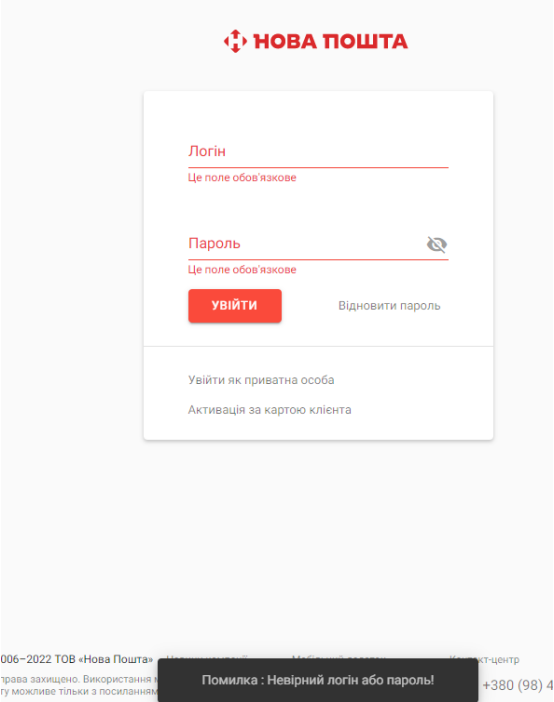 НОВА ПОШТА
Логін
Це поле обов'язкове
Пароль
Це поле обов'язкове
УВІЙТИ
Відновити пароль
Увійти як приватна особа
Активація за картою клієнта
006–2022 ТОВ «Нова Пошта»
права захищено. Використання
гу можливе тільки з посиланням
Помилка : Невірний логін або пароль!
+380 (98) 4